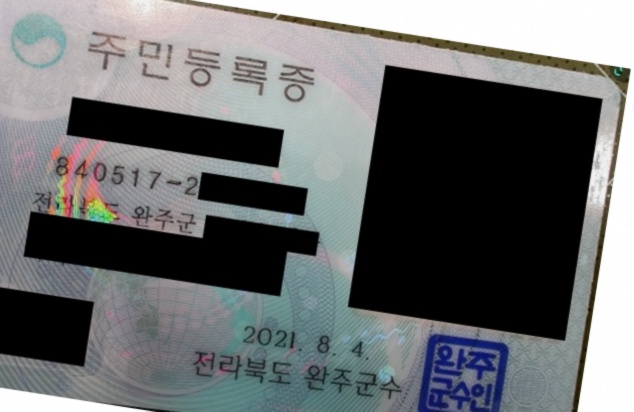 주민등록증
840517-2
전라북도 완주군
2021. 8. 4.
전라북도 완주군수
완주
군수인